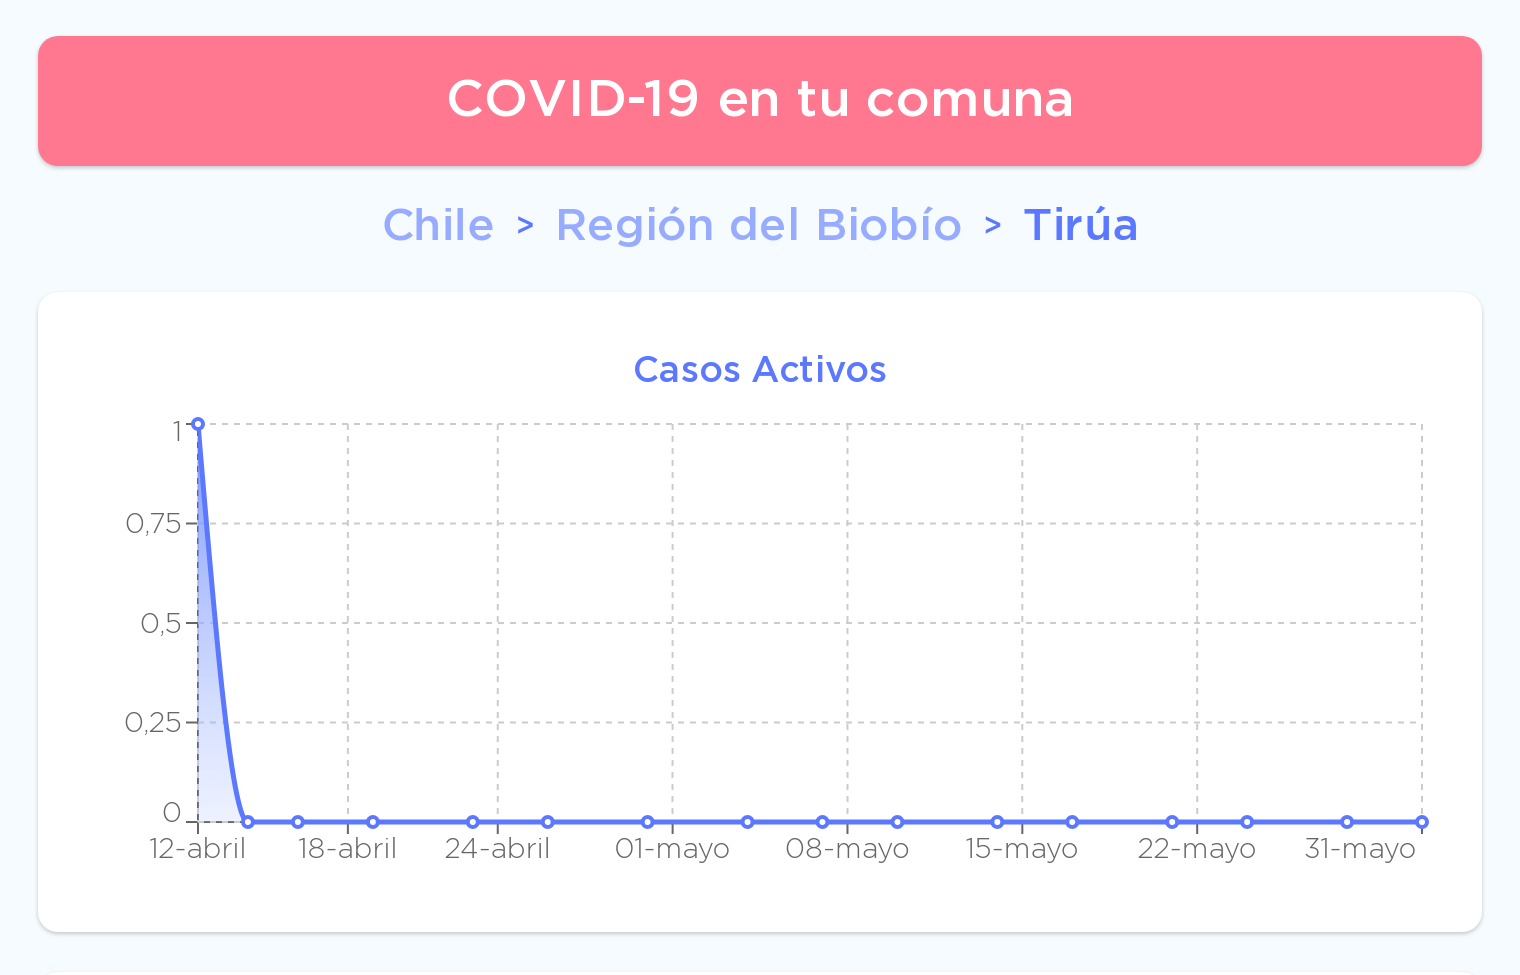 COVID-19 en tu comuna
Chile > Región del Biobío > Tirúa
Casos Activos
1
0,75
0,5
0,25
0
12-abril 18-abril 24-abril 01-mayo 08-mayo 15-mayo 22-mayo 31-mayo